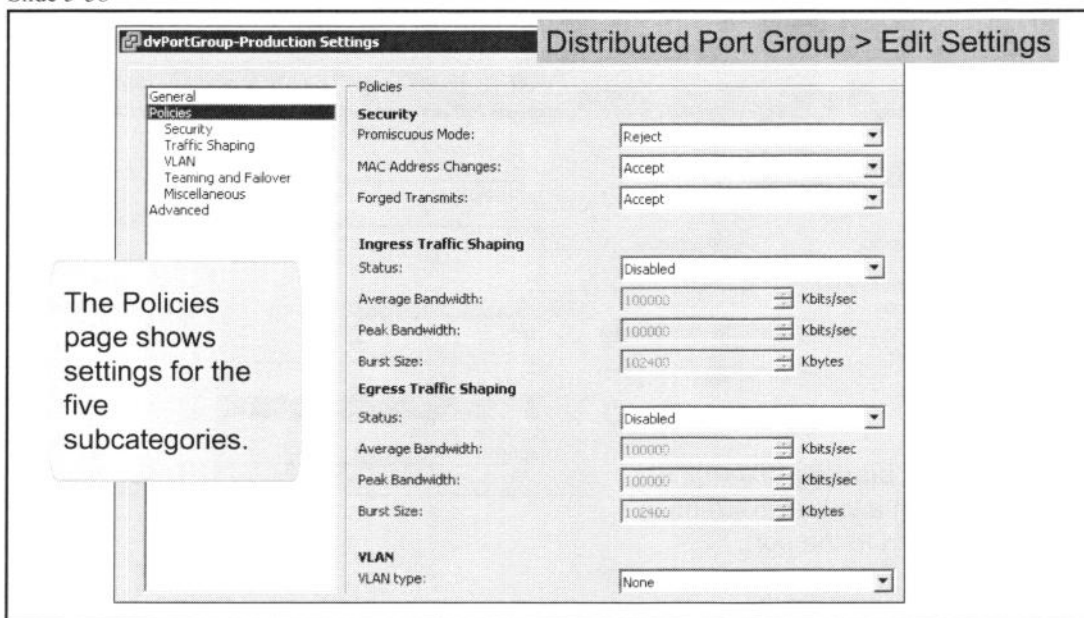 dvPortGroup-Production Settings
Distributed Port Group > Edit Settings
General
Policies
Security
Traffic Shaping
VLAN
Teaming and Failover
Miscellaneous
Advanced
The Policies
page shows
settings for the
five
subcategories.
Policies
Security
Promiscuous Mode: Reject
MAC Address Changes: Accept
Forged Transmits: Accept
Ingress Traffic Shaping
Status: Disabled
Average Bandwidth: 100000 Kbits/sec
Peak Bandwidth: 100000 Kbits/sec
Burst Size: 102400 Kbytes
Egress Traffic Shaping
Status: Disabled
Average Bandwidth: 100000 Kbits/sec
Peak Bandwidth: 100000 Kbits/sec
Burst Size: 102400 Kbytes
VLAN
VLAN type: None